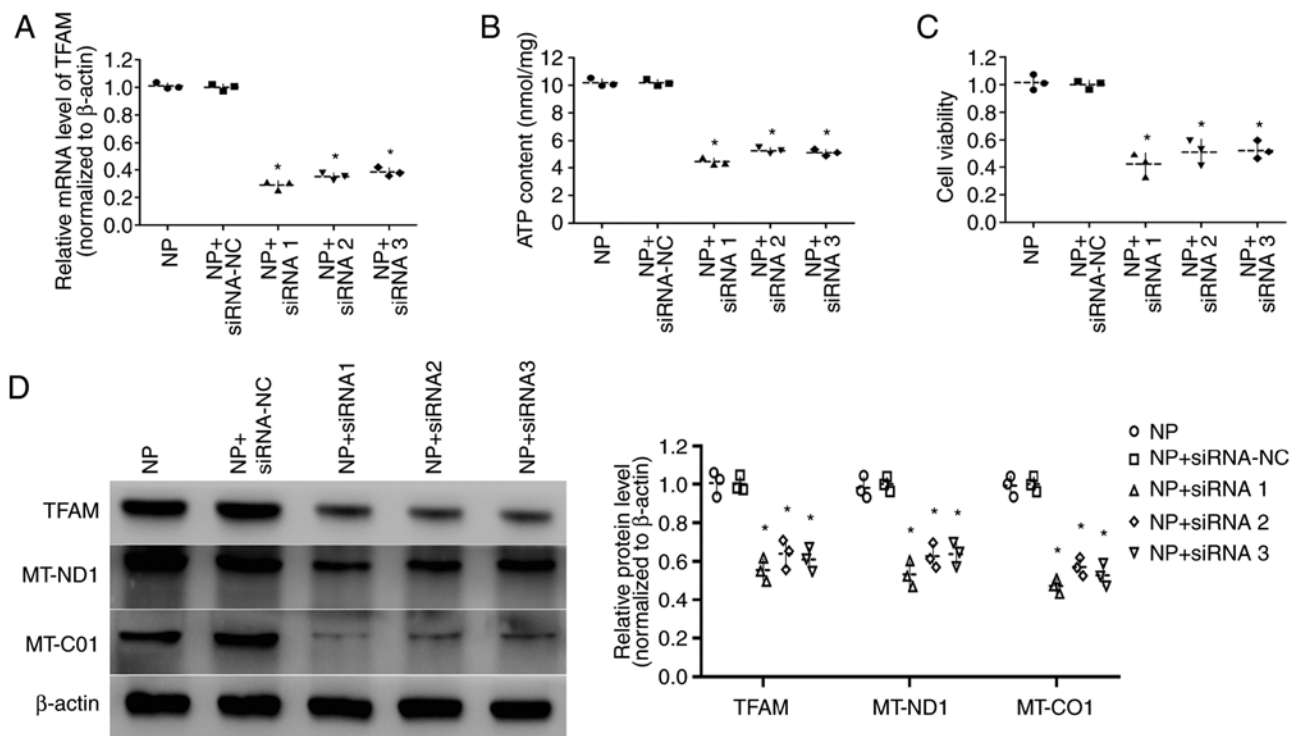 A
Relative mRNA level of TFAM
(normalized to β-actin)
1.2
1.0
0.8
0.6
0.4
0.2
0.0
*
*
*
NP
NP+
siRNA-NC
NP+
siRNA 1
NP+
siRNA 2
NP+
siRNA 3
B
ATP content (nmol/mg)
12
10
8
6
4
2
0
*
*
*
NP
NP+
siRNA-NC
NP+
siRNA 1
NP+
siRNA 2
NP+
siRNA 3
C
Cell viability
1.2
1.0
0.8
0.6
0.4
0.2
0.0
*
*
*
NP
NP+
siRNA-NC
NP+
siRNA 1
NP+
siRNA 2
NP+
siRNA 3
D
NP
NP+
siRNA-NC
NP+siRNA1
NP+siRNA2
NP+siRNA3
TFAM
MT-ND1
MT-C01
β-actin
Relative protein level
(normalized to β-actin)
1.2
1.0
0.8
0.6
0.4
0.2
0.0
* * *
* * *
* * *
TFAM
MT-ND1
MT-CO1
NP
NP+siRNA-NC
NP+siRNA 1
NP+siRNA 2
NP+siRNA 3